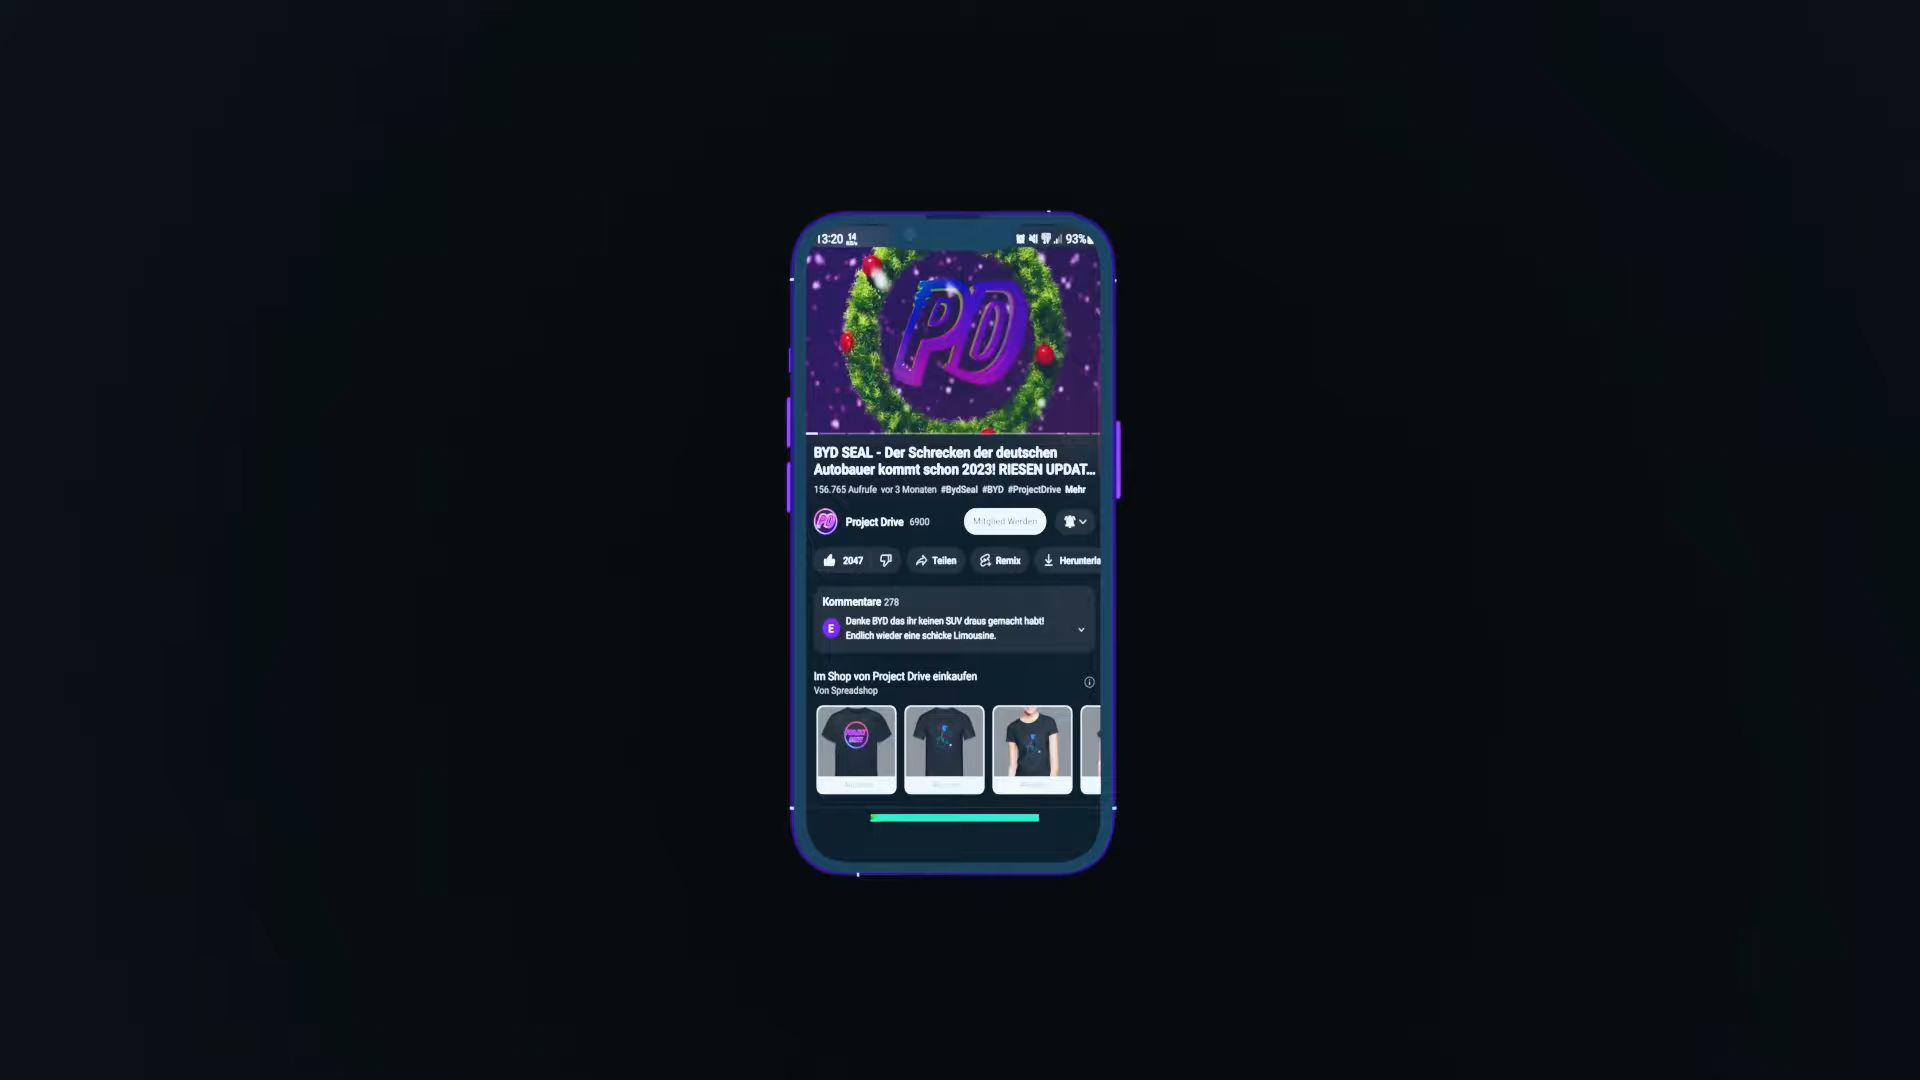 13:20 14
93%
PD
BYD SEAL - Der Schrecken der deutschen
Autobauer kommt schon 2023! RIESEN UPDAT...
156.765 Aufrufe vor 3 Monaten #BydSeal #BYD #ProjectDrive Mehr
PD
Project Drive 6900
Mitglied Werden
2047
Teilen
Remix
Herunterla
Kommentare 278
E
Danke BYD das ihr keinen SUV draus gemacht habt!
Endlich wieder eine schicke Limousine.
Im Shop von Project Drive einkaufen
Von Spreadshop